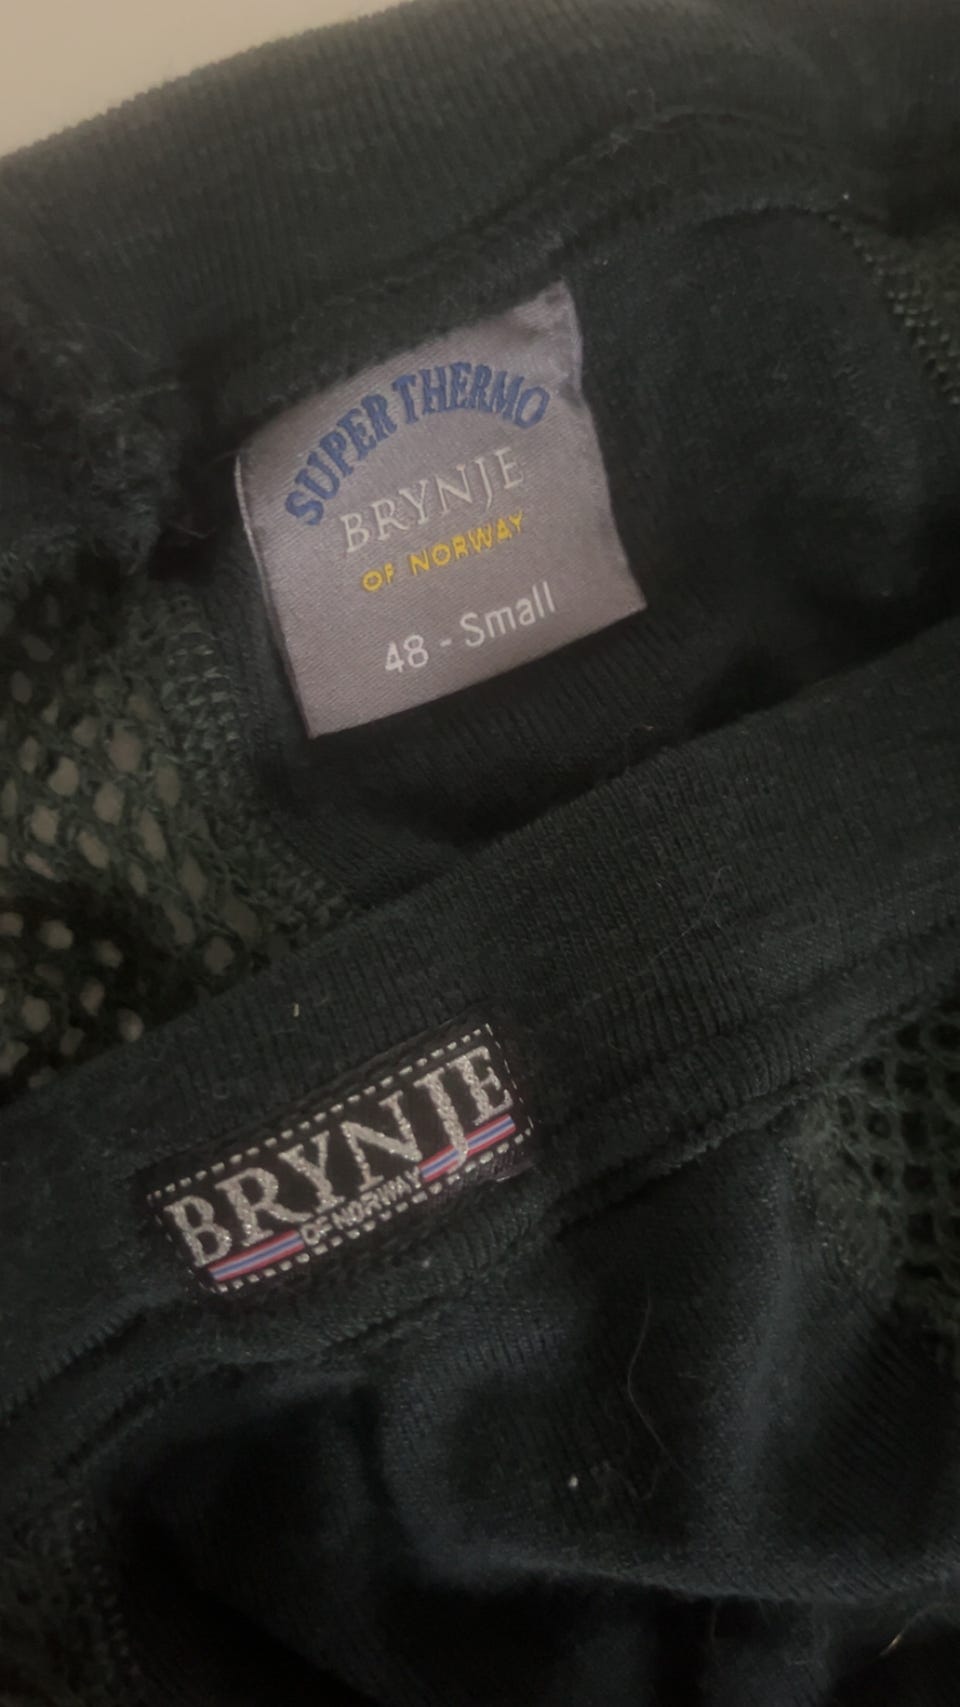 SUPER THERMO
BRYNJE
OF NORWAY
48 - Small
BRYNJE
OF NORWAY